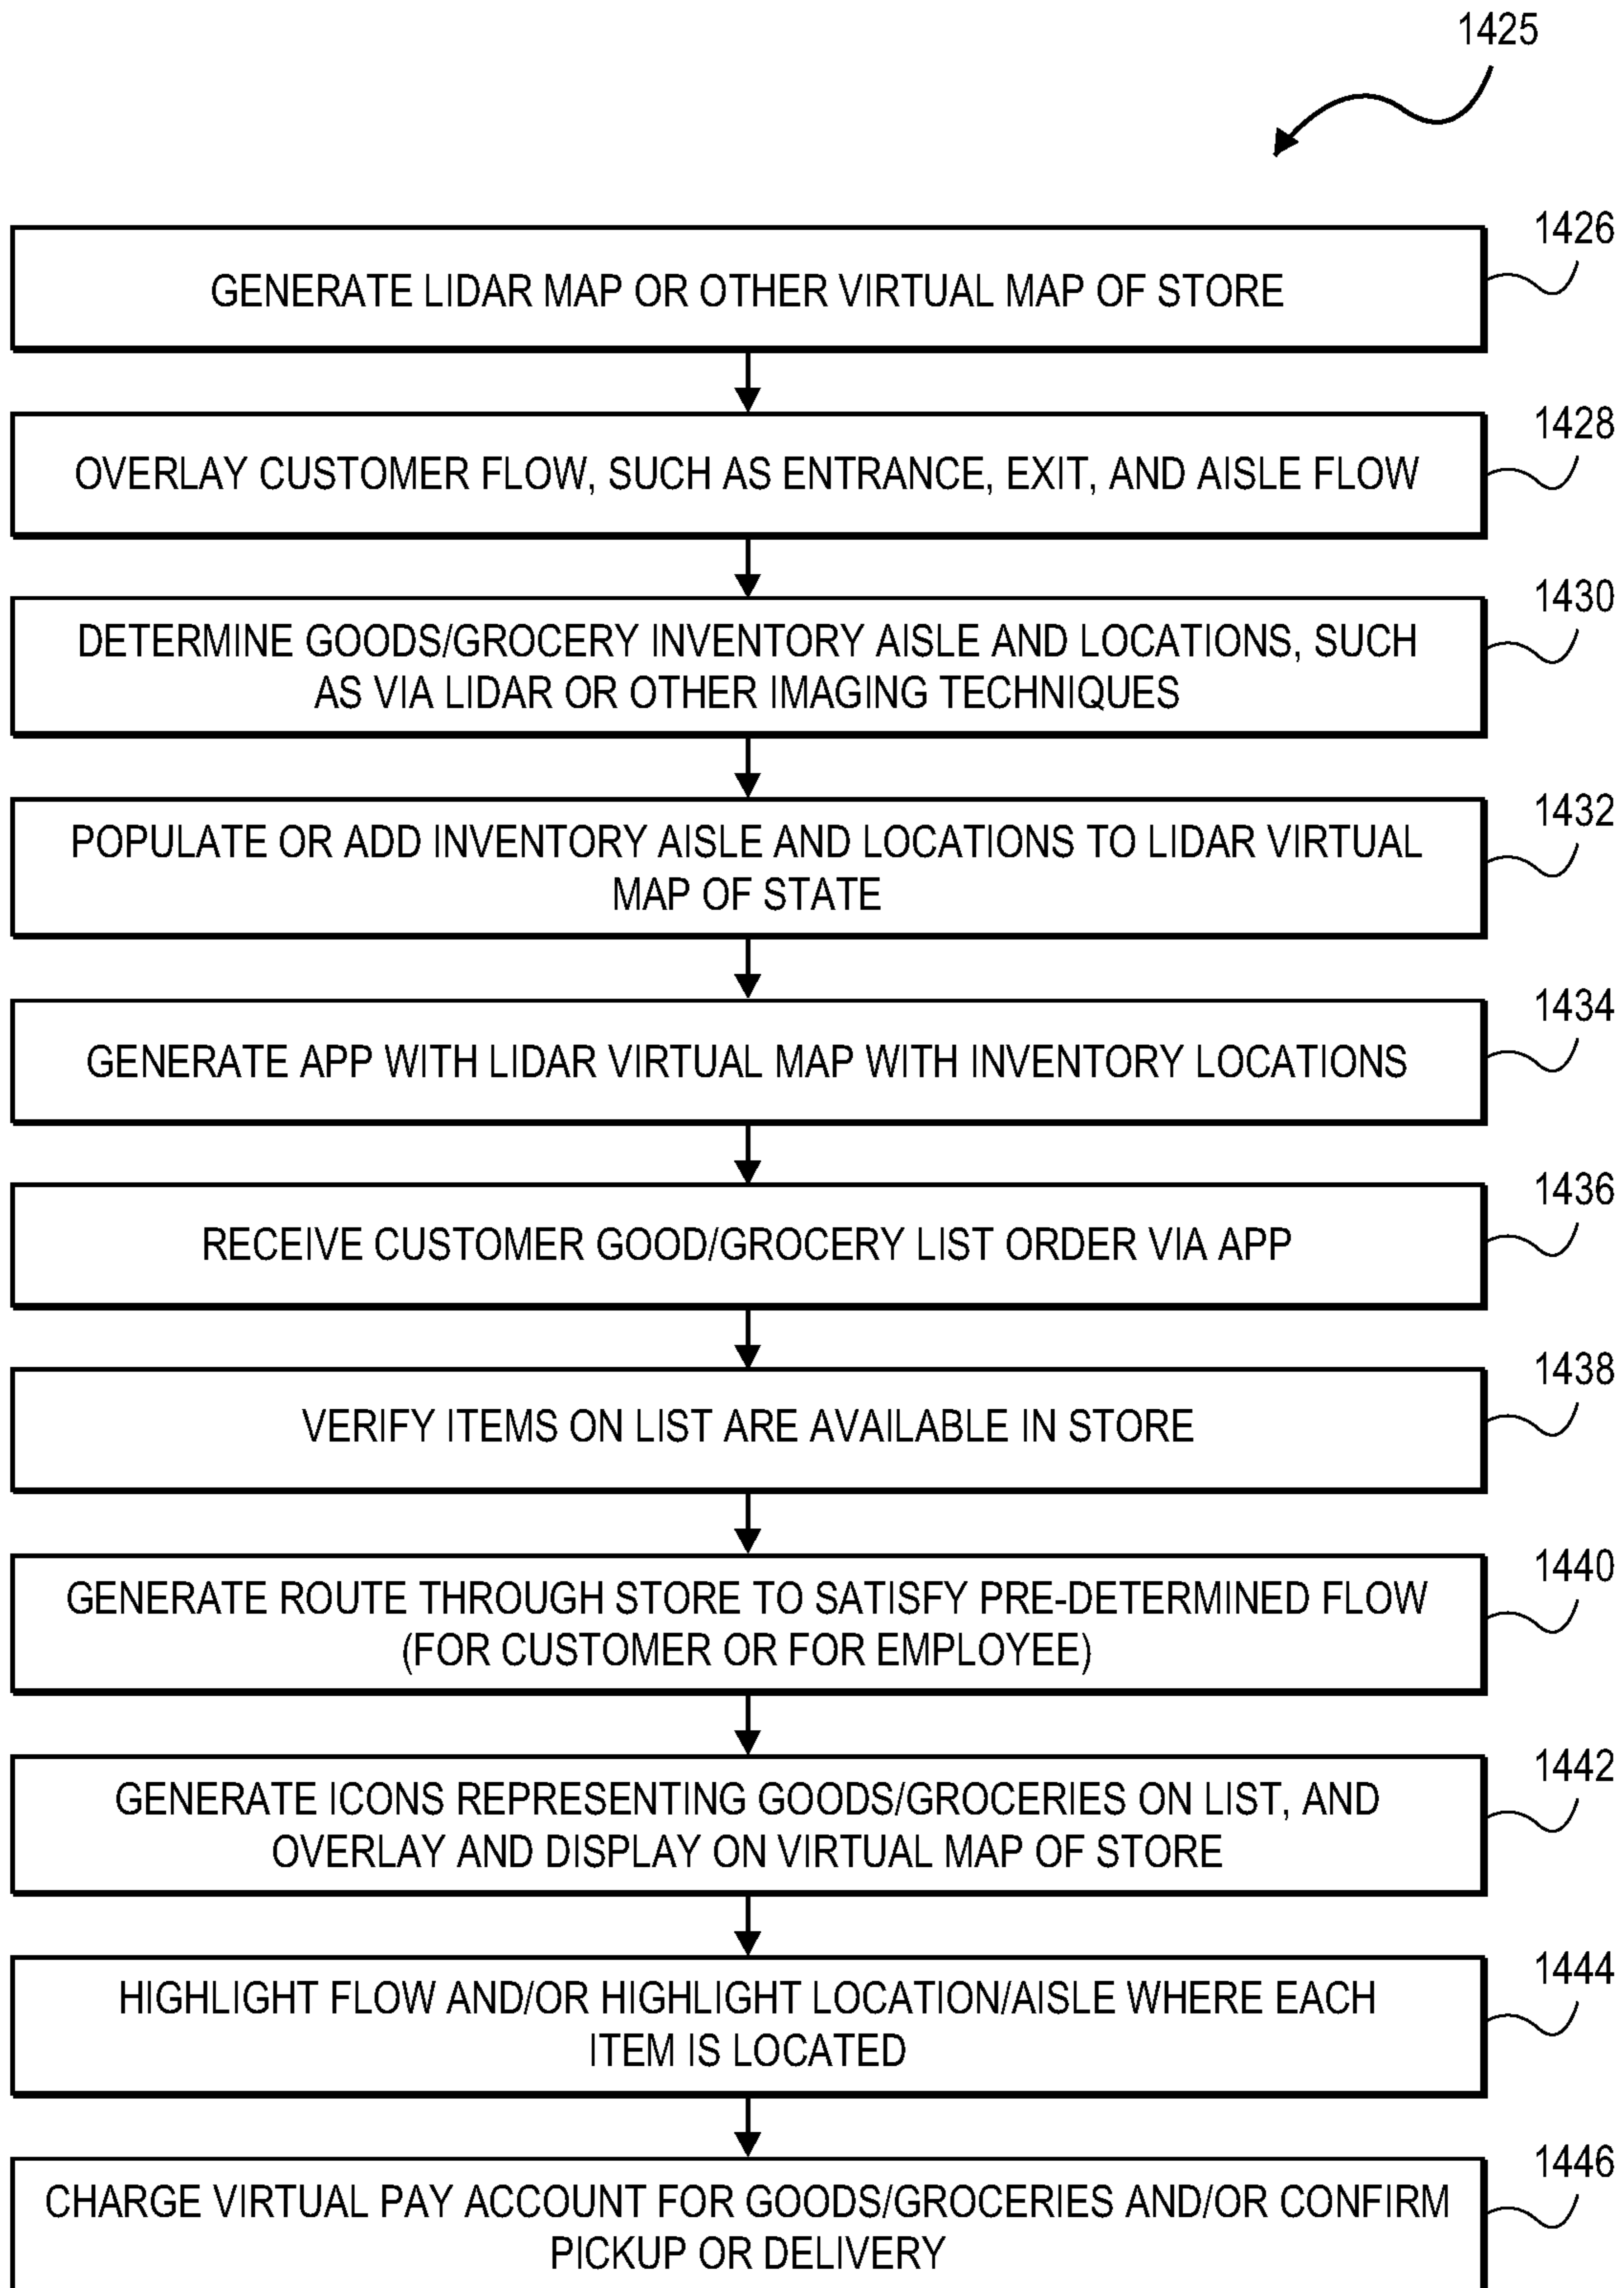 1425
1426
GENERATE LIDAR MAP OR OTHER VIRTUAL MAP OF STORE
1428
OVERLAY CUSTOMER FLOW, SUCH AS ENTRANCE, EXIT, AND AISLE FLOW
1430
DETERMINE GOODS/GROCERY INVENTORY AISLE AND LOCATIONS, SUCH
AS VIA LIDAR OR OTHER IMAGING TECHNIQUES
1432
POPULATE OR ADD INVENTORY AISLE AND LOCATIONS TO LIDAR VIRTUAL
MAP OF STATE
1434
GENERATE APP WITH LIDAR VIRTUAL MAP WITH INVENTORY LOCATIONS
1436
RECEIVE CUSTOMER GOOD/GROCERY LIST ORDER VIA APP
1438
VERIFY ITEMS ON LIST ARE AVAILABLE IN STORE
1440
GENERATE ROUTE THROUGH STORE TO SATISFY PRE-DETERMINED FLOW
(FOR CUSTOMER OR FOR EMPLOYEE)
1442
GENERATE ICONS REPRESENTING GOODS/GROCERIES ON LIST, AND
OVERLAY AND DISPLAY ON VIRTUAL MAP OF STORE
1444
HIGHLIGHT FLOW AND/OR HIGHLIGHT LOCATION/AISLE WHERE EACH
ITEM IS LOCATED
1446
CHARGE VIRTUAL PAY ACCOUNT FOR GOODS/GROCERIES AND/OR CONFIRM
PICKUP OR DELIVERY